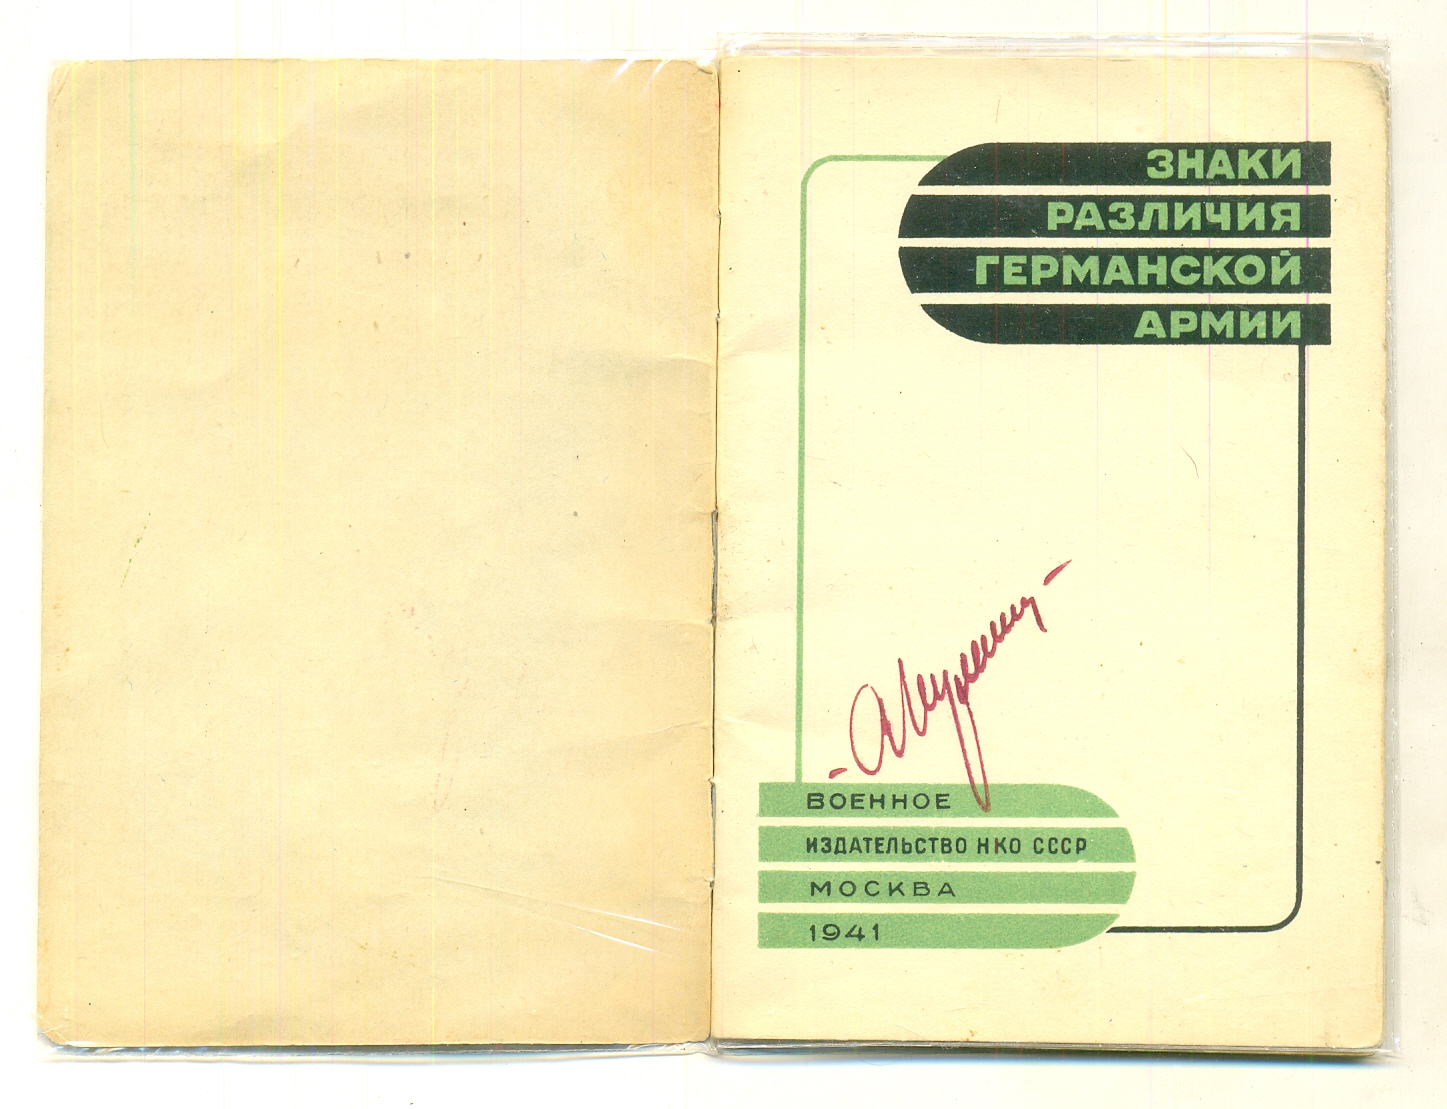 ЗНАКИ
РАЗЛИЧИЯ
ГЕРМАНСКОЙ
АРМИИ
ВОЕННОЕ
ИЗДАТЕЛЬСТВО НКО СССР
МОСКВА
1941